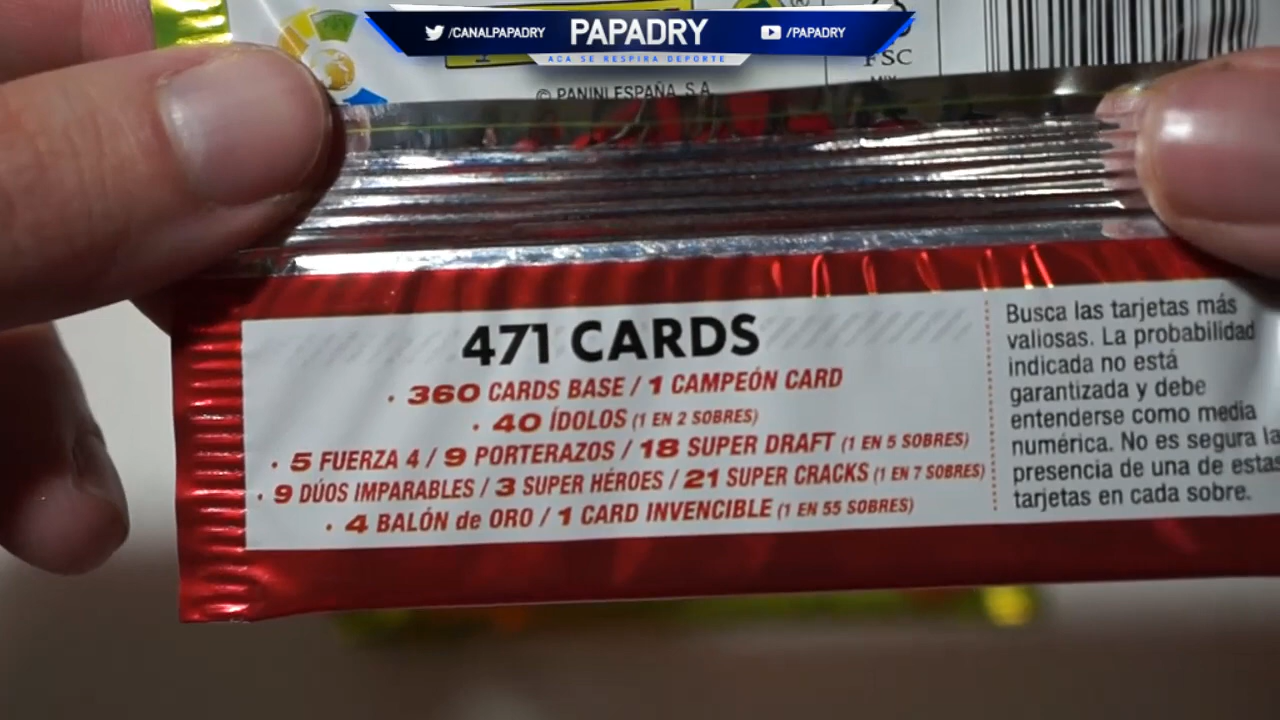 /CANALPAPADRY
PAPADRY
/PAPADRY
ACA SE RESPIRA DEPORTE
®
FSC
© PANINI ESPAÑA, S.A.
471 CARDS
• 360 CARDS BASE / 1 CAMPEÓN CARD
• 40 ÍDOLOS (1 EN 2 SOBRES)
• 5 FUERZA 4 / 9 PORTERAZOS / 18 SUPER DRAFT (1 EN 5 SOBRES)
• 9 DÚOS IMPARABLES / 3 SUPER HÉROES / 21 SUPER CRACKS (1 EN 7 SOBRES)
• 4 BALÓN de ORO / 1 CARD INVENCIBLE (1 EN 55 SOBRES)
Busca las tarjetas más
valiosas. La probabilidad
indicada no está
garantizada y debe
entenderse como media
numérica. No es segura la
presencia de una de estas
tarjetas en cada sobre.